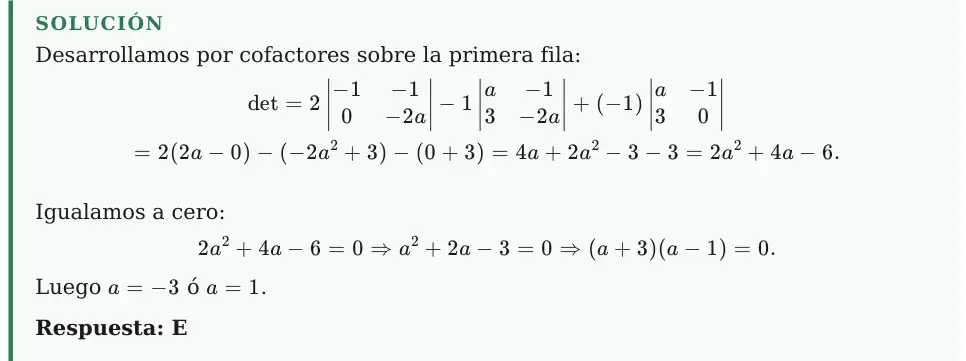 SOLUCIÓN
Desarrollamos por cofactores sobre la primera fila:
det = 2 |−1 −1; 0 −2a| − 1 |a −1; 3 −2a| + (−1) |a −1; 3 0|
= 2(2a − 0) − (−2a² + 3) − (0 + 3) = 4a + 2a² − 3 − 3 = 2a² + 4a − 6.
Igualamos a cero:
2a² + 4a − 6 = 0 ⇒ a² + 2a − 3 = 0 ⇒ (a + 3)(a − 1) = 0.
Luego a = −3 ó a = 1.
Respuesta: E